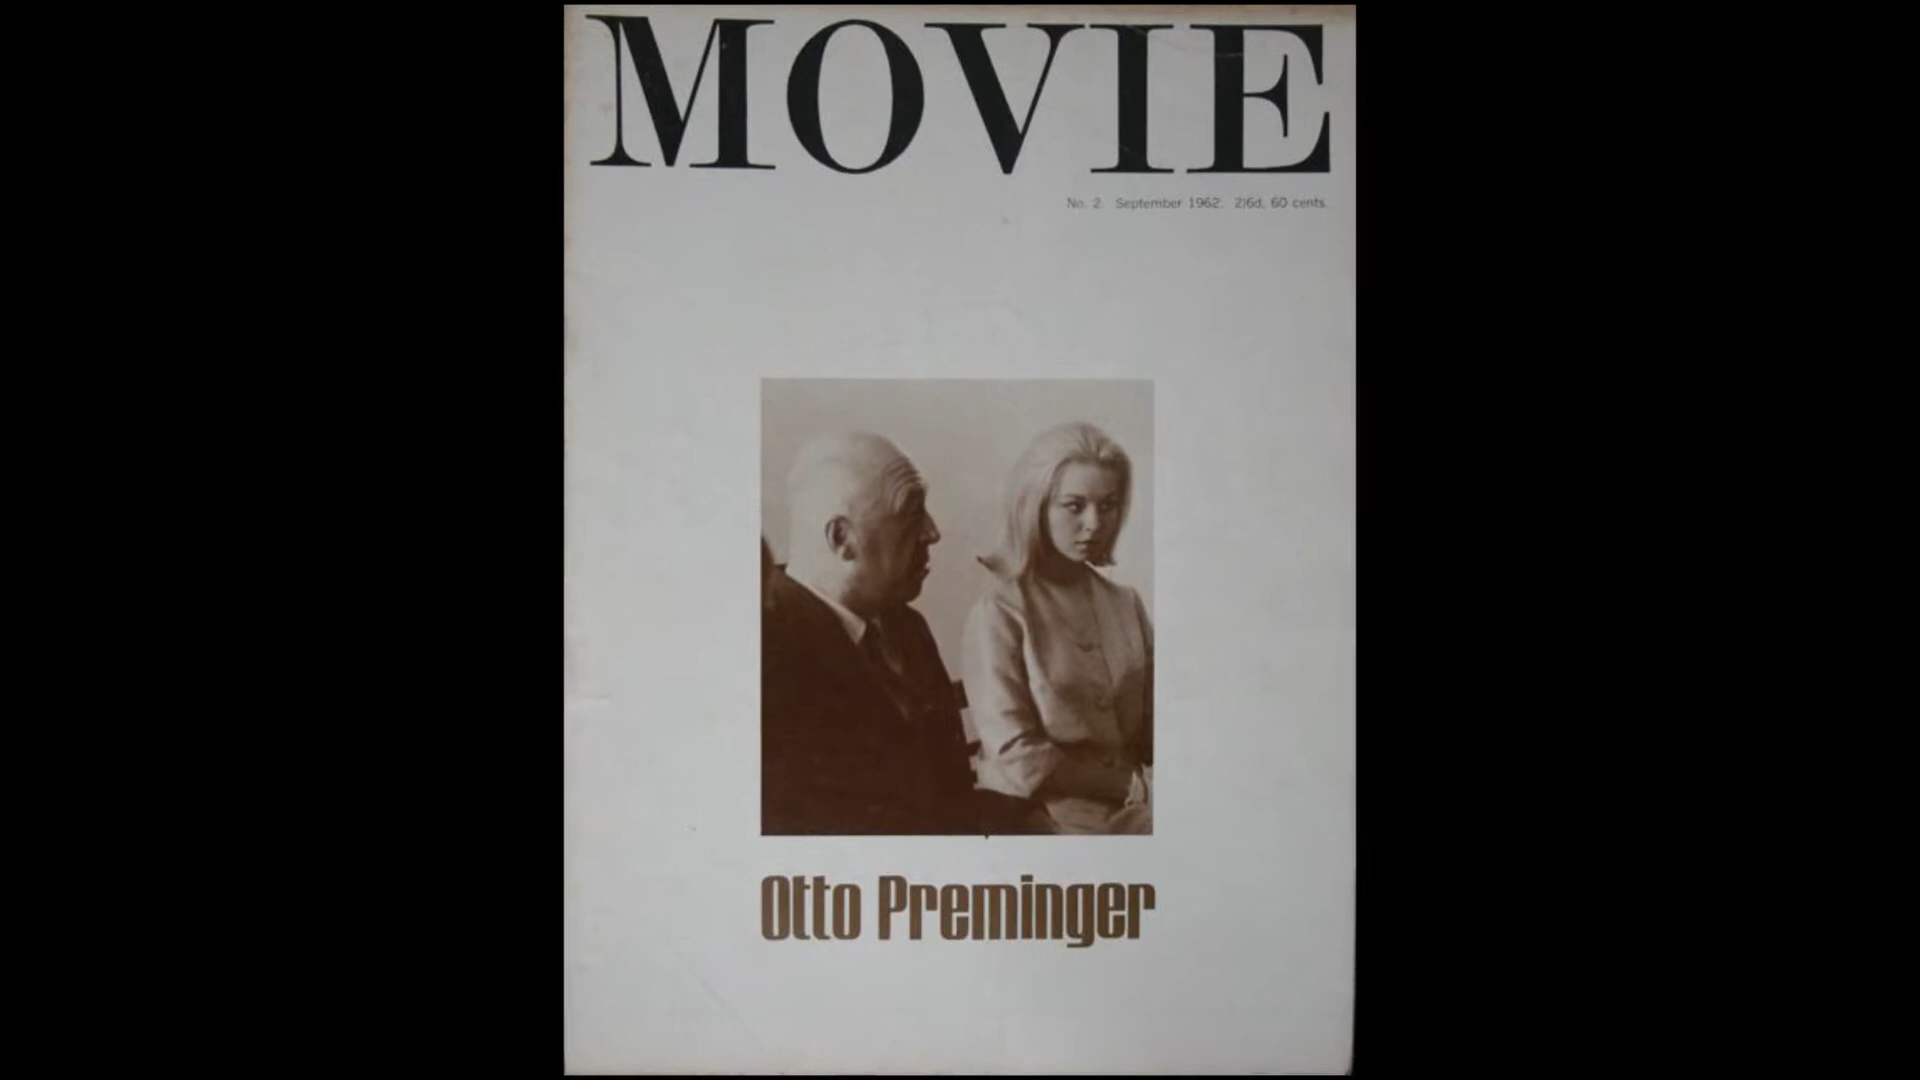 MOVIE
No. 2. September 1962. 2/6d, 60 cents.
Otto Preminger